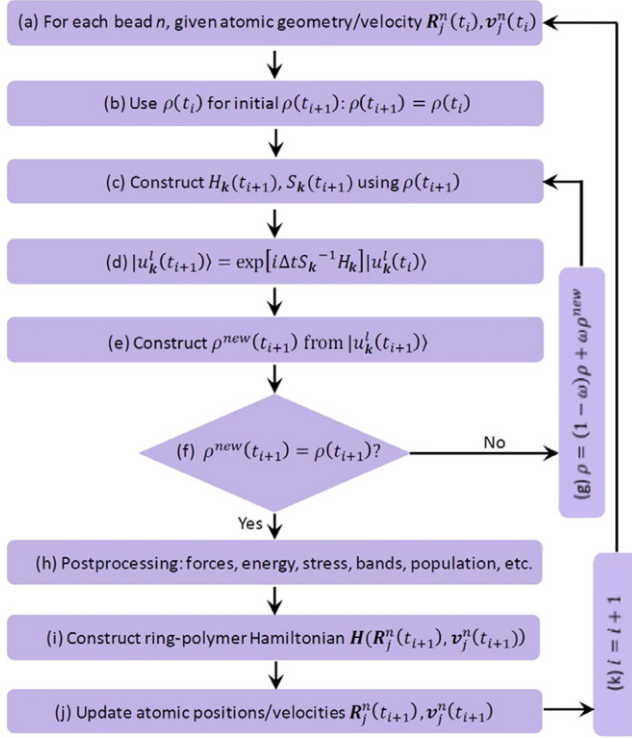 (a) For each bead n, given atomic geometry/velocity R_j^n(t_i), v_j^n(t_i)
(b) Use ρ(t_i) for initial ρ(t_{i+1}): ρ(t_{i+1}) = ρ(t_i)
(c) Construct H_k(t_{i+1}), S_k(t_{i+1}) using ρ(t_{i+1})
(d) |u_k^l(t_{i+1})⟩ = exp[iΔtS_k^{-1}H_k]|u_k^l(t_i)⟩
(e) Construct ρ^{new}(t_{i+1}) from |u_k^l(t_{i+1})⟩
(f) ρ^{new}(t_{i+1}) = ρ(t_{i+1})?
No
(g) ρ = (1 − ω)ρ + ωρ^{new}
Yes
(h) Postprocessing: forces, energy, stress, bands, population, etc.
(i) Construct ring-polymer Hamiltonian H(R_j^n(t_{i+1}), v_j^n(t_{i+1}))
(j) Update atomic positions/velocities R_j^n(t_{i+1}), v_j^n(t_{i+1})
(k) i = i + 1